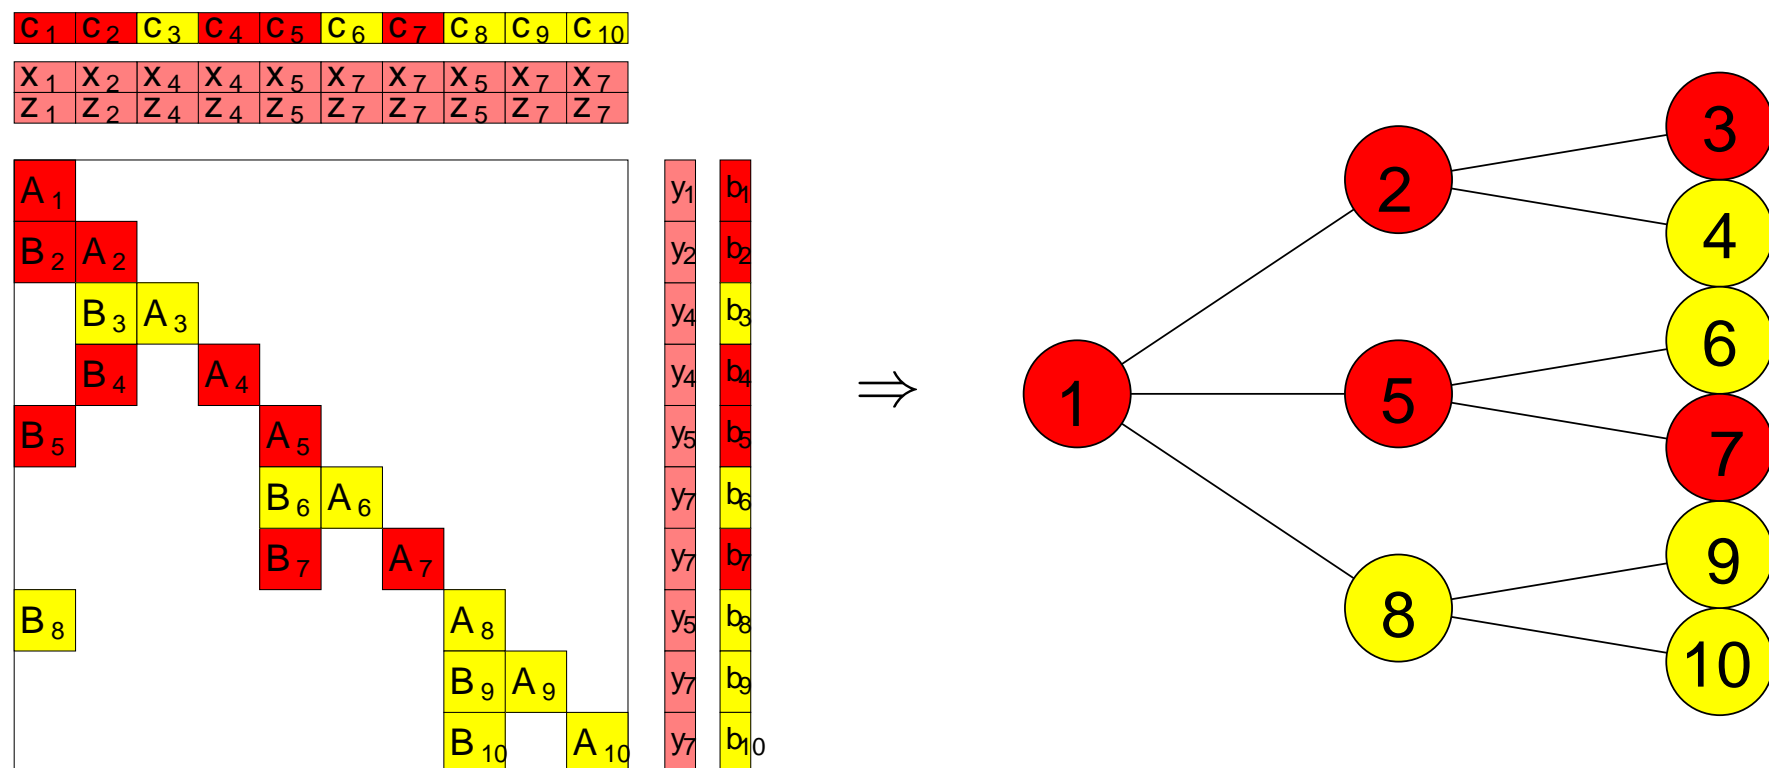 c1 c2 c3 c4 c5 c6 c7 c8 c9 c10
x1 x2 x4 x4 x5 x7 x7 x5 x7 x7
z1 z2 z4 z4 z5 z7 z7 z5 z7 z7
A1 y1 b1
B2 A2 y2 b2
B3 A3 y4 b3
B4 A4 y4 b4
B5 A5 y5 b5
B6 A6 y7 b6
B7 A7 y7 b7
B8 A8 y5 b8
B9 A9 y7 b9
B10 A10 y7 b10
⇒
1
2
5
8
3
4
6
7
9
10